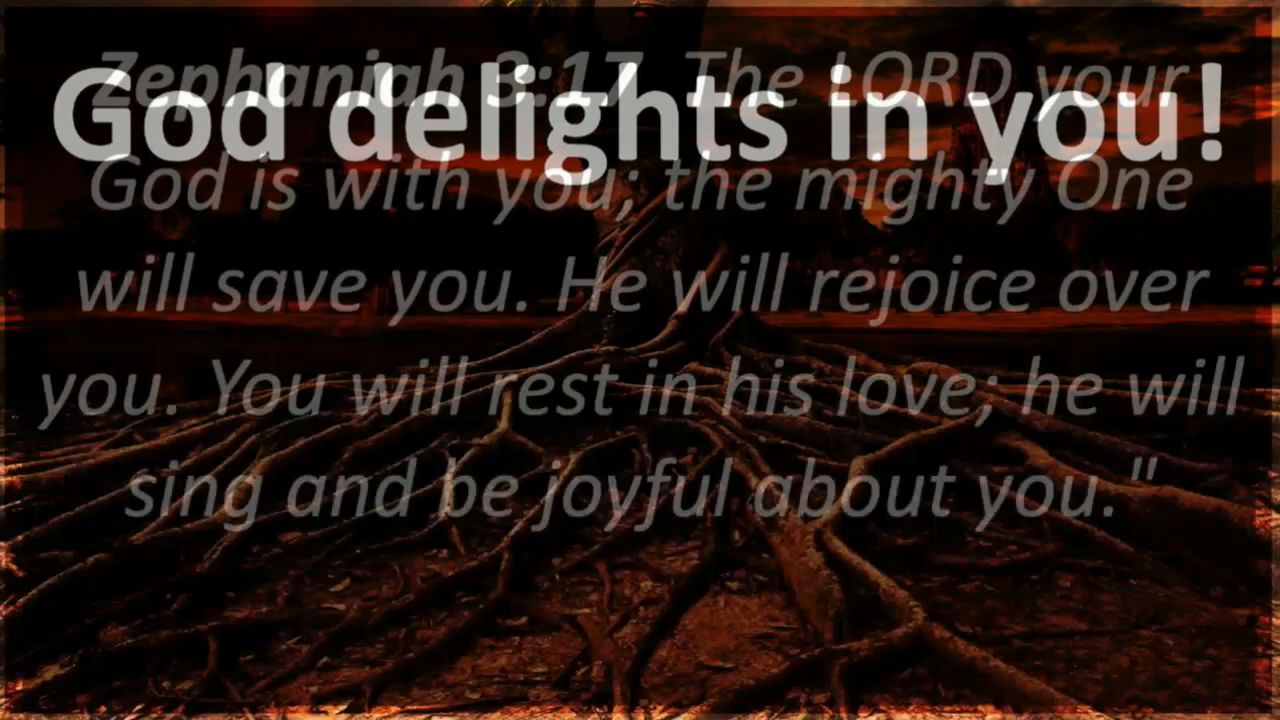 God delights in you!
Zephaniah 3:17 The LORD your
God is with you; the mighty One
will save you. He will rejoice over
you. You will rest in his love; he will
sing and be joyful about you."